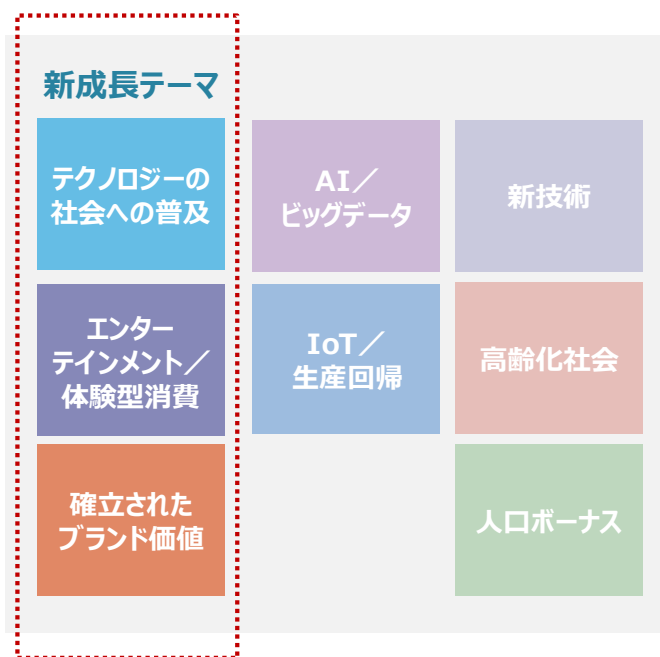 新成長テーマ
テクノロジーの
社会への普及
エンター
テインメント／
体験型消費
確立された
ブランド価値
AI／
ビッグデータ
IoT／
生産回帰
新技術
高齢化社会
人口ボーナス